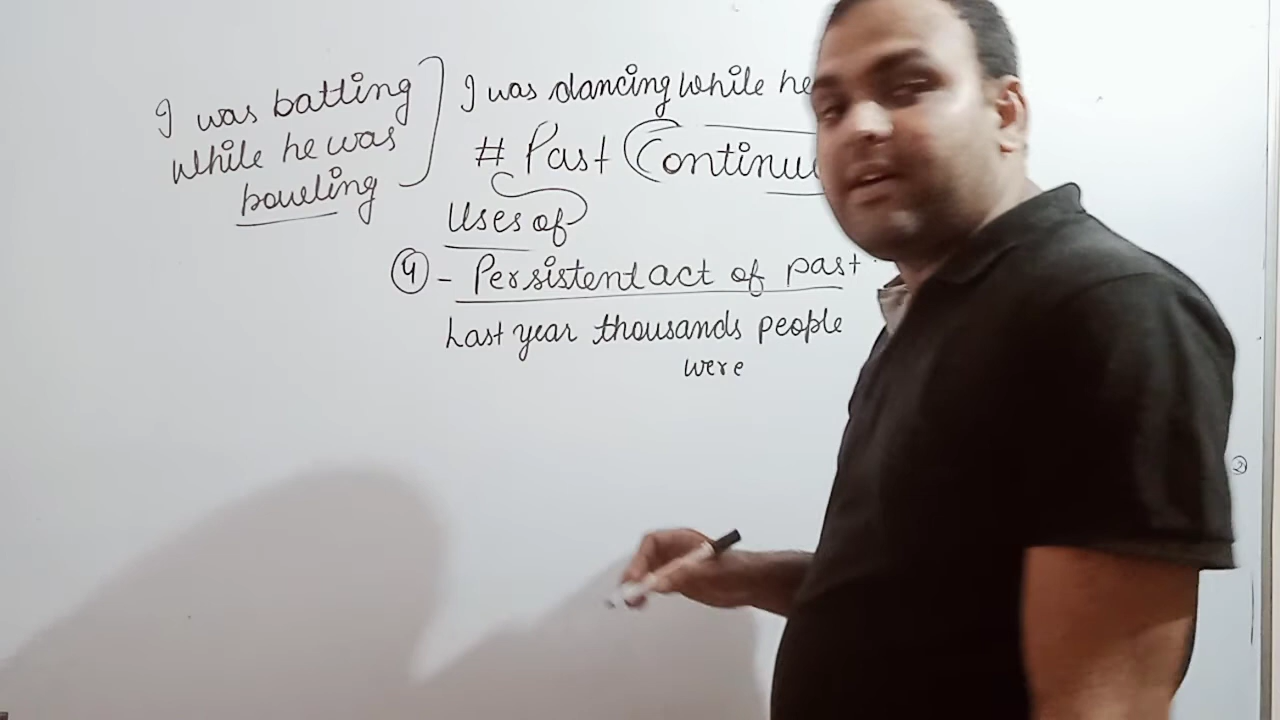 I was batting
while he was
bowling
I was dancing while he
# Past Continu
Uses of
④ - Persistent act of past
Last year thousands people
were
②